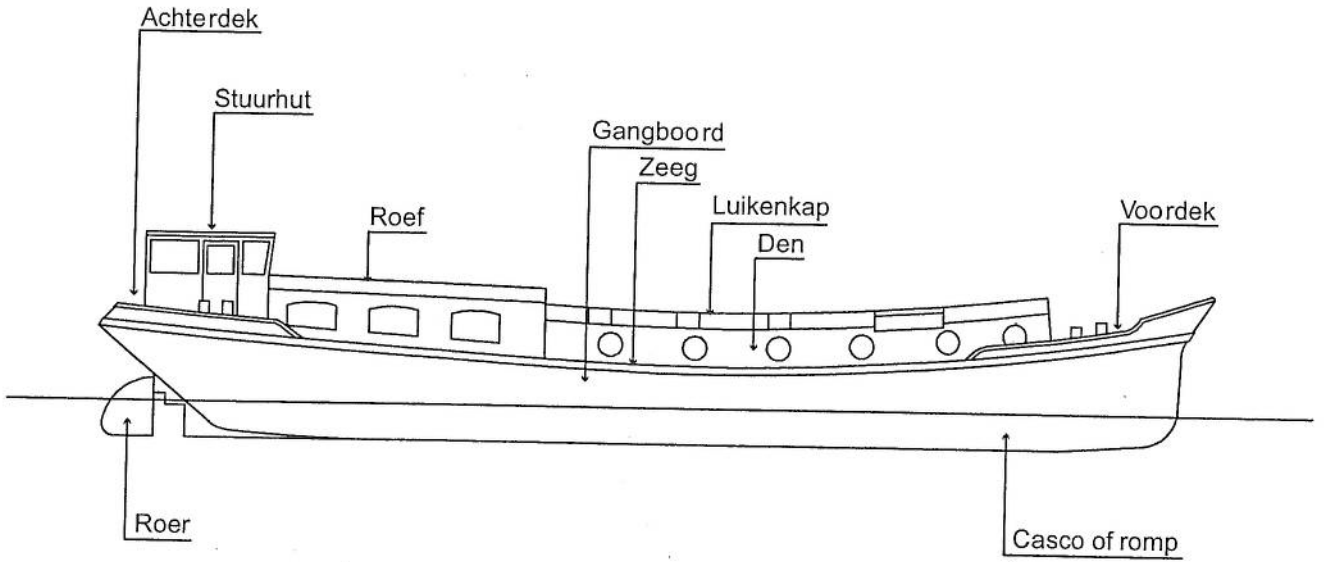 Achterdek
Stuurhut
Gangboord
Zeeg
Roef
Luikenkap
Voordek
Den
Roer
Casco of romp